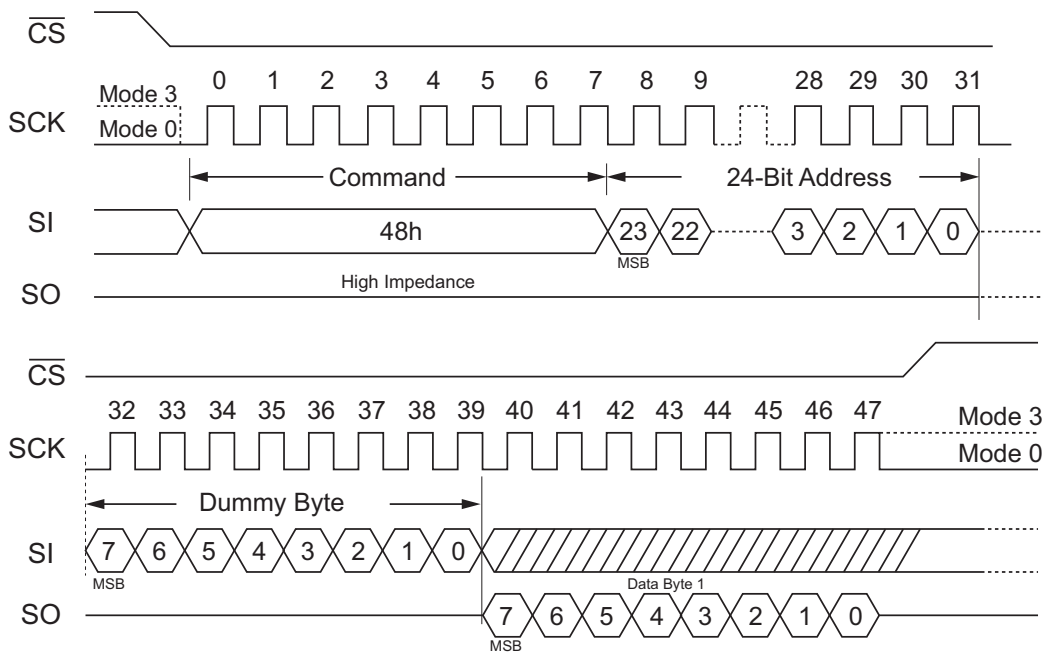 CS
0 1 2 3 4 5 6 7 8 9 28 29 30 31
Mode 3
SCK
Mode 0
Command 24-Bit Address
SI 48h 23 22 3 2 1 0
MSB
High Impedance
SO
CS
32 33 34 35 36 37 38 39 40 41 42 43 44 45 46 47
Mode 3
SCK
Mode 0
Dummy Byte
SI 7 6 5 4 3 2 1 0
MSB
Data Byte 1
SO 7 6 5 4 3 2 1 0
MSB